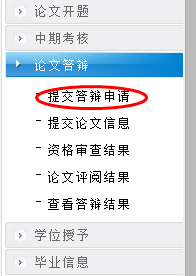 论文开题
中期考核
论文答辩
提交答辩申请
提交论文信息
资格审查结果
论文评阅结果
查看答辩结果
学位授予
毕业信息